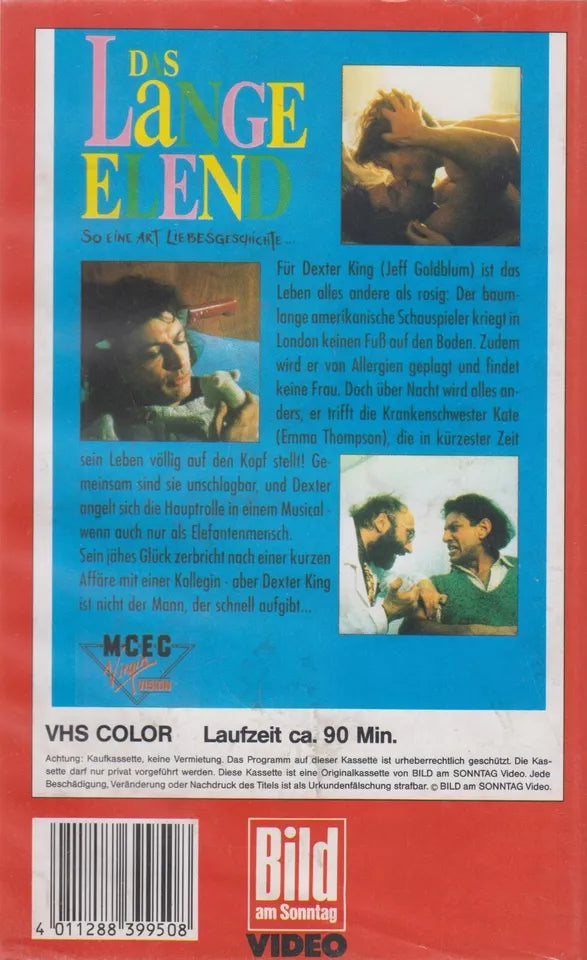 DAS
LANGE
ELEND
SO EINE ART LIEBESGESCHICHTE...
Für Dexter King (Jeff Goldblum) ist das
Leben alles andere als rosig: Der baum-
lange amerikanische Schauspieler kriegt in
London keinen Fuß auf den Boden. Zudem
wird er von Allergien geplagt und findet
keine Frau. Doch über Nacht wird alles an-
ders, er trifft die Krankenschwester Kate
(Emma Thompson), die in kürzester Zeit
sein Leben völlig auf den Kopf stellt! Ge-
meinsam sind sie unschlagbar, und Dexter
angelt sich die Hauptrolle in einem Musical -
wenn auch nur als Elefantenmensch.
Sein jähes Glück zerbricht nach einer kurzen
Affäre mit einer Kollegin - aber Dexter King
ist nicht der Mann, der schnell aufgibt...
MCEG
Virgin
VISION
VHS COLOR Laufzeit ca. 90 Min.
Achtung: Kaufkassette, keine Vermietung. Das Programm auf dieser Kassette ist urheberrechtlich geschützt. Die Kas-
sette darf nur privat vorgeführt werden. Diese Kassette ist eine Originalkassette von BILD am SONNTAG Video. Jede
Beschädigung, Veränderung oder Nachdruck des Titels ist als Urkundenfälschung strafbar. © BILD am SONNTAG Video.
4 011288 399508
Bild
am Sonntag
VIDEO